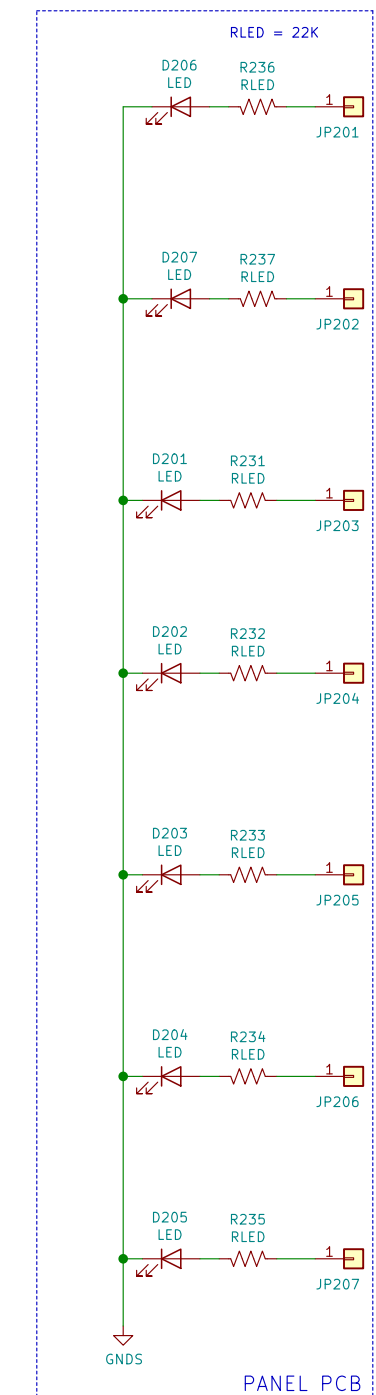 RLED = 22K
D206
LED
R236
RLED
1
JP201
D207
LED
R237
RLED
1
JP202
D201
LED
R231
RLED
1
JP203
D202
LED
R232
RLED
1
JP204
D203
LED
R233
RLED
1
JP205
D204
LED
R234
RLED
1
JP206
D205
LED
R235
RLED
1
JP207
GNDS
PANEL PCB